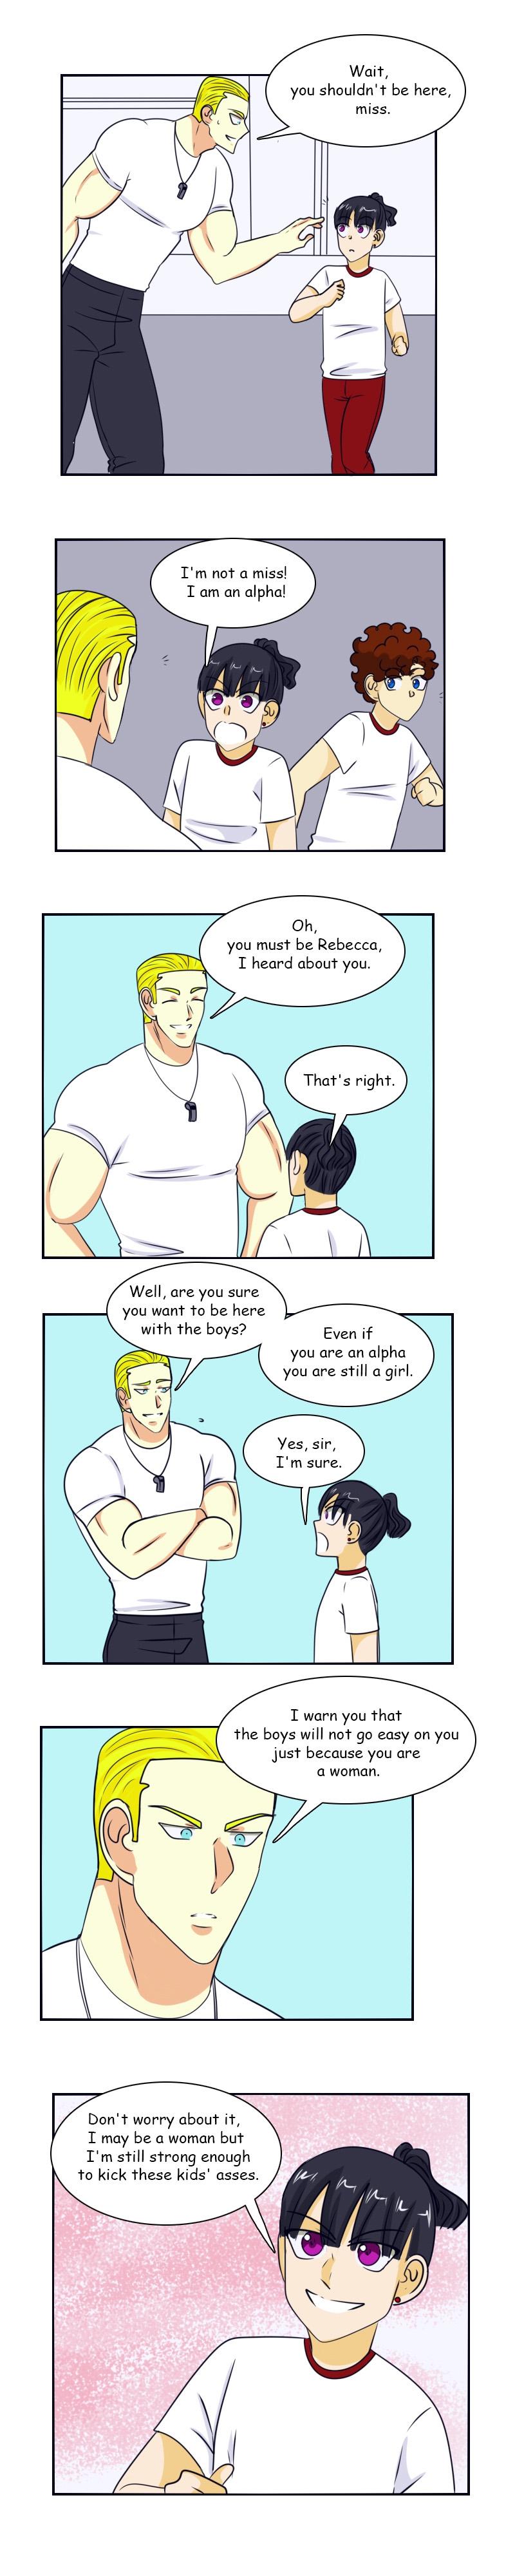 Wait,
you shouldn't be here,
miss.
I'm not a miss!
I am an alpha!
Oh,
you must be Rebecca,
I heard about you.
That's right.
Well, are you sure
you want to be here
with the boys?
Even if
you are an alpha
you are still a girl.
Yes, sir,
I'm sure.
I warn you that
the boys will not go easy on you
just because you are
a woman.
Don't worry about it,
I may be a woman but
I'm still strong enough
to kick these kids' asses.